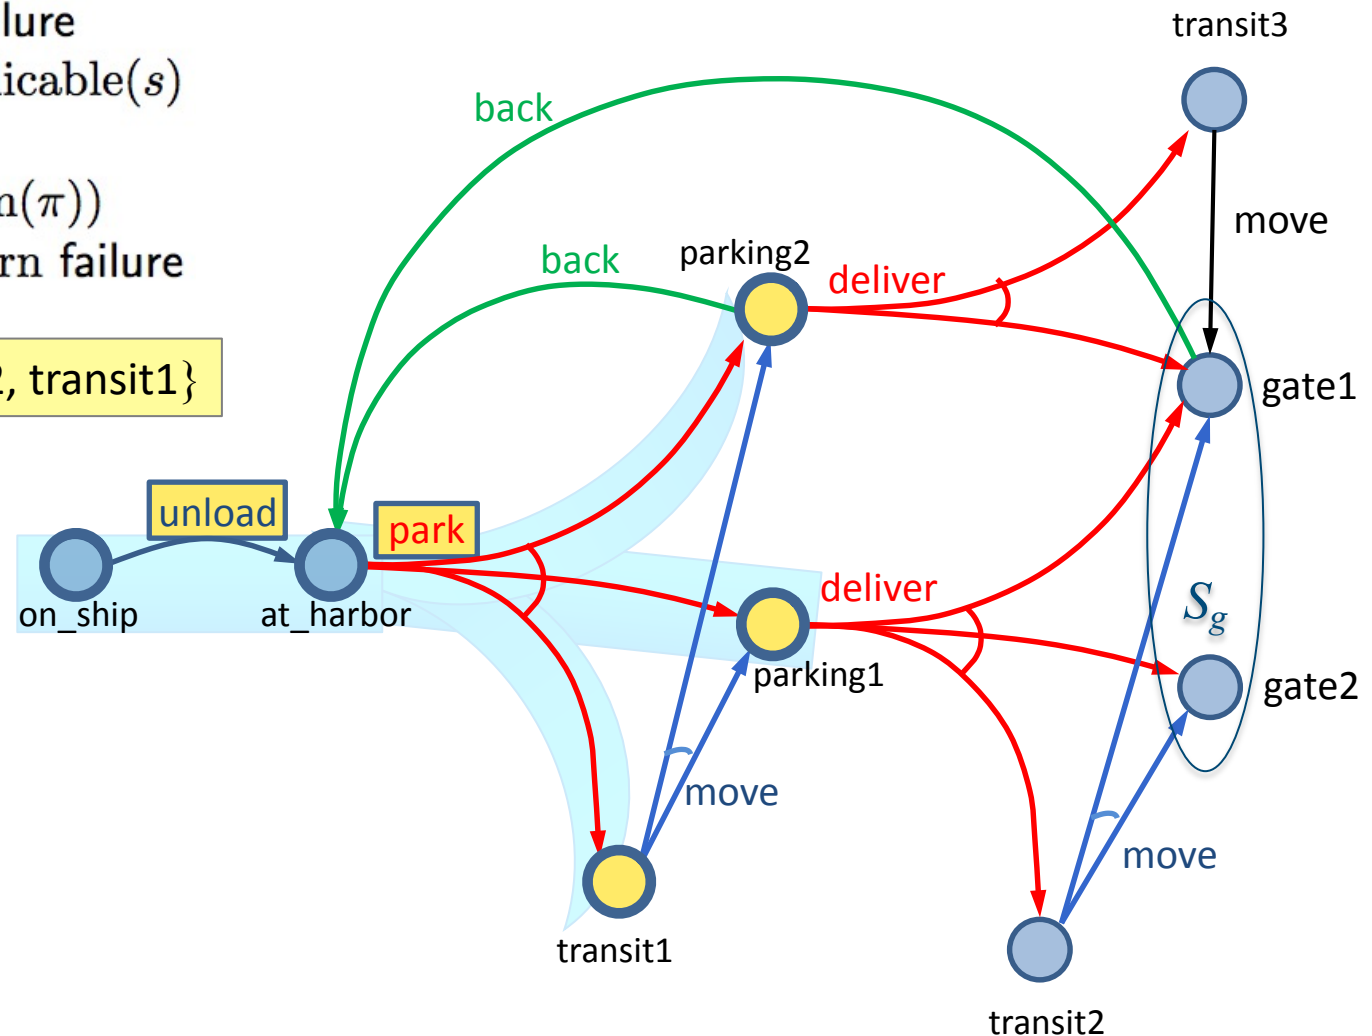 lure
icable(s)
n(π))
rn failure
2, transit1}
transit3
back
move
parking2
back
deliver
gate1
unload
park
on_ship
at_harbor
deliver
S_g
parking1
gate2
move
move
transit1
transit2